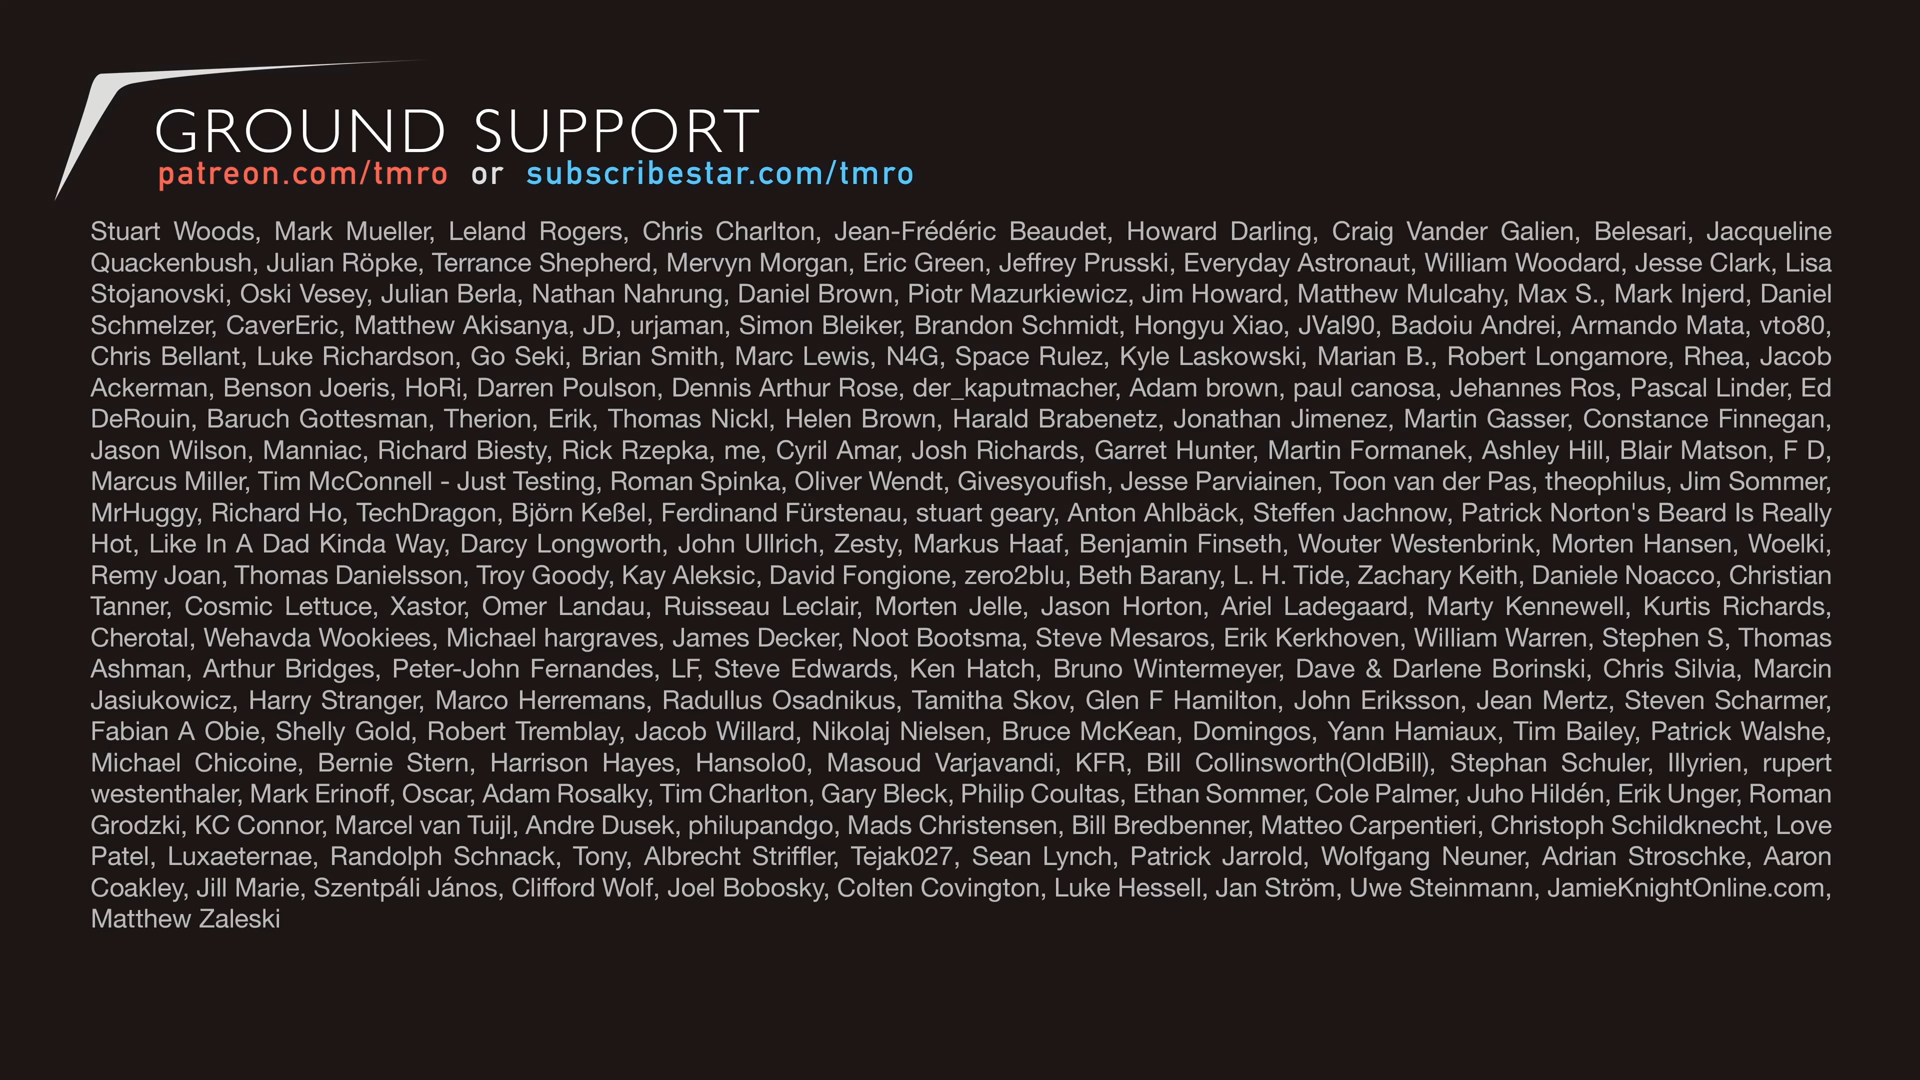 GROUND SUPPORT
patreon.com/tmro or subscribestar.com/tmro
Stuart Woods, Mark Mueller, Leland Rogers, Chris Charlton, Jean-Frédéric Beaudet, Howard Darling, Craig Vander Galien, Belesari, Jacqueline
Quackenbush, Julian Röpke, Terrance Shepherd, Mervyn Morgan, Eric Green, Jeffrey Prusski, Everyday Astronaut, William Woodard, Jesse Clark, Lisa
Stojanovski, Oski Vesey, Julian Berla, Nathan Nahrung, Daniel Brown, Piotr Mazurkiewicz, Jim Howard, Matthew Mulcahy, Max S., Mark Injerd, Daniel
Schmelzer, CaverEric, Matthew Akisanya, JD, urjaman, Simon Bleiker, Brandon Schmidt, Hongyu Xiao, JVal90, Badoiu Andrei, Armando Mata, vto80,
Chris Bellant, Luke Richardson, Go Seki, Brian Smith, Marc Lewis, N4G, Space Rulez, Kyle Laskowski, Marian B., Robert Longamore, Rhea, Jacob
Ackerman, Benson Joeris, HoRi, Darren Poulson, Dennis Arthur Rose, der_kaputmacher, Adam brown, paul canosa, Jehannes Ros, Pascal Linder, Ed
DeRouin, Baruch Gottesman, Therion, Erik, Thomas Nickl, Helen Brown, Harald Brabenetz, Jonathan Jimenez, Martin Gasser, Constance Finnegan,
Jason Wilson, Manniac, Richard Biesty, Rick Rzepka, me, Cyril Amar, Josh Richards, Garret Hunter, Martin Formanek, Ashley Hill, Blair Matson, F D,
Marcus Miller, Tim McConnell - Just Testing, Roman Spinka, Oliver Wendt, Givesyoufish, Jesse Parviainen, Toon van der Pas, theophilus, Jim Sommer,
MrHuggy, Richard Ho, TechDragon, Björn Keßel, Ferdinand Fürstenau, stuart geary, Anton Ahlbäck, Steffen Jachnow, Patrick Norton's Beard Is Really
Hot, Like In A Dad Kinda Way, Darcy Longworth, John Ullrich, Zesty, Markus Haaf, Benjamin Finseth, Wouter Westenbrink, Morten Hansen, Woelki,
Remy Joan, Thomas Danielsson, Troy Goody, Kay Aleksic, David Fongione, zero2blu, Beth Barany, L. H. Tide, Zachary Keith, Daniele Noacco, Christian
Tanner, Cosmic Lettuce, Xastor, Omer Landau, Ruisseau Leclair, Morten Jelle, Jason Horton, Ariel Ladegaard, Marty Kennewell, Kurtis Richards,
Cherotal, Wehavda Wookiees, Michael hargraves, James Decker, Noot Bootsma, Steve Mesaros, Erik Kerkhoven, William Warren, Stephen S, Thomas
Ashman, Arthur Bridges, Peter-John Fernandes, LF, Steve Edwards, Ken Hatch, Bruno Wintermeyer, Dave & Darlene Borinski, Chris Silvia, Marcin
Jasiukowicz, Harry Stranger, Marco Herremans, Radullus Osadnikus, Tamitha Skov, Glen F Hamilton, John Eriksson, Jean Mertz, Steven Scharmer,
Fabian A Obie, Shelly Gold, Robert Tremblay, Jacob Willard, Nikolaj Nielsen, Bruce McKean, Domingos, Yann Hamiaux, Tim Bailey, Patrick Walshe,
Michael Chicoine, Bernie Stern, Harrison Hayes, Hansolo0, Masoud Varjavandi, KFR, Bill Collinsworth(OldBill), Stephan Schuler, Illyrien, rupert
westenthaler, Mark Erinoff, Oscar, Adam Rosalky, Tim Charlton, Gary Bleck, Philip Coultas, Ethan Sommer, Cole Palmer, Juho Hildén, Erik Unger, Roman
Grodzki, KC Connor, Marcel van Tuijl, Andre Dusek, philupandgo, Mads Christensen, Bill Bredbenner, Matteo Carpentieri, Christoph Schildknecht, Love
Patel, Luxaeternae, Randolph Schnack, Tony, Albrecht Striffler, Tejak027, Sean Lynch, Patrick Jarrold, Wolfgang Neuner, Adrian Stroschke, Aaron
Coakley, Jill Marie, Szentpáli János, Clifford Wolf, Joel Bobosky, Colten Covington, Luke Hessell, Jan Ström, Uwe Steinmann, JamieKnightOnline.com,
Matthew Zaleski